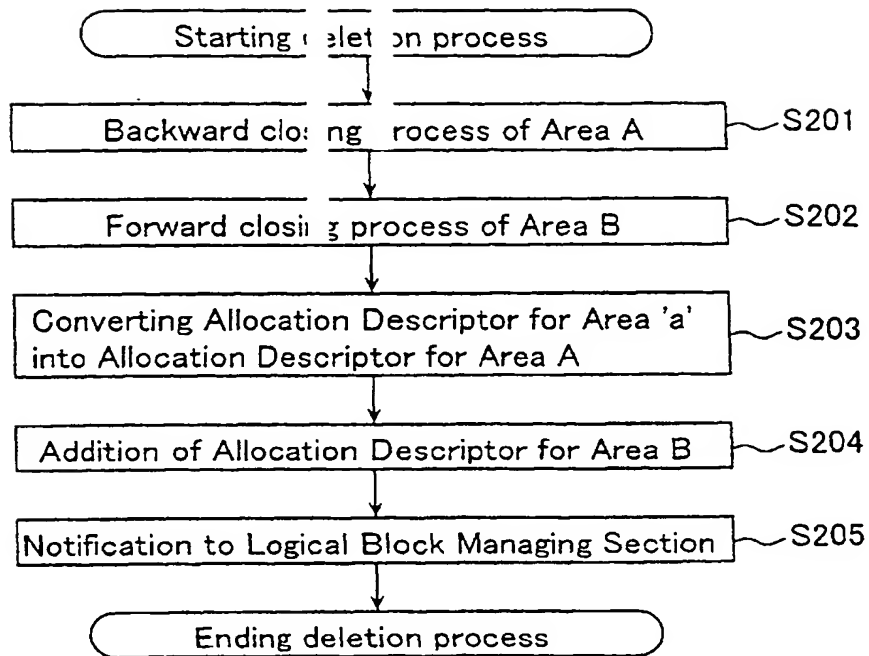 Starting deletion process
Backward closing process of Area A
S201
Forward closing process of Area B
S202
Converting Allocation Descriptor for Area 'a'
into Allocation Descriptor for Area A
S203
Addition of Allocation Descriptor for Area B
S204
Notification to Logical Block Managing Section
S205
Ending deletion process